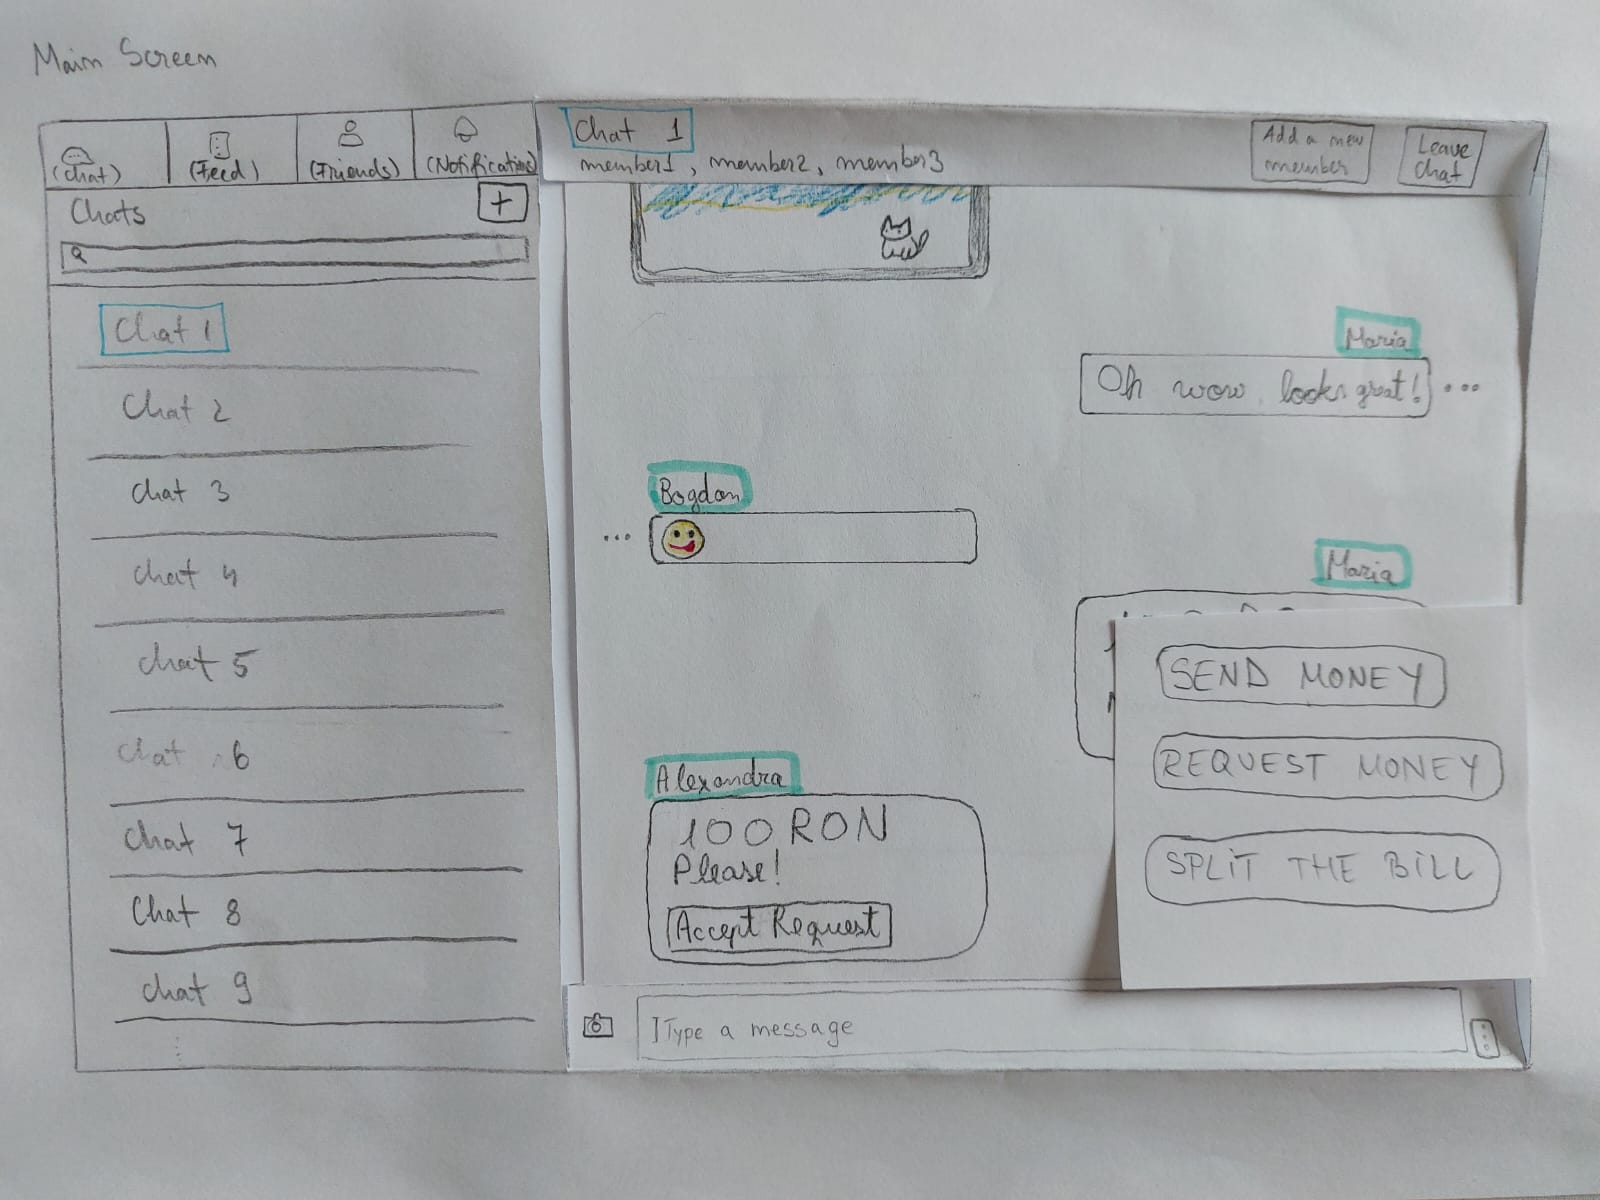 Main Screen
(Chat)
(Feed)
(Friends)
(Notifications)
Chats
+
Chat 1
Chat 2
Chat 3
Chat 4
Chat 5
Chat 6
Chat 7
Chat 8
Chat 9
Chat 1
member1, member2, member3
Add a new
member
Leave
Chat
Maria
Oh wow, looks great! ...
Bogdan
...
Maria
Alexandra
100 RON
Please!
Accept Request
SEND MONEY
REQUEST MONEY
SPLIT THE BILL
Type a message